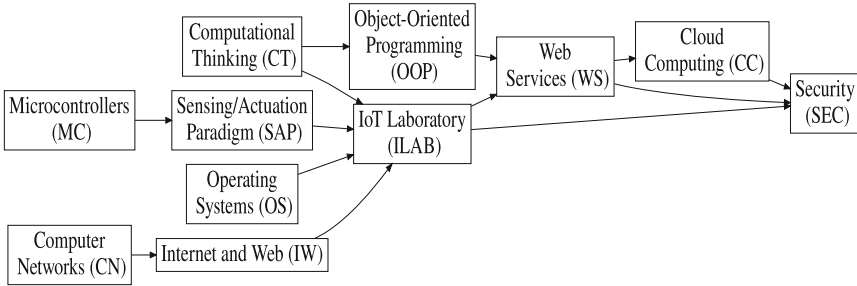 Computational
Thinking (CT)
Object-Oriented
Programming
(OOP)
Web
Services (WS)
Cloud
Computing (CC)
Security
(SEC)
Microcontrollers
(MC)
Sensing/Actuation
Paradigm (SAP)
IoT Laboratory
(ILAB)
Operating
Systems (OS)
Computer
Networks (CN)
Internet and Web (IW)